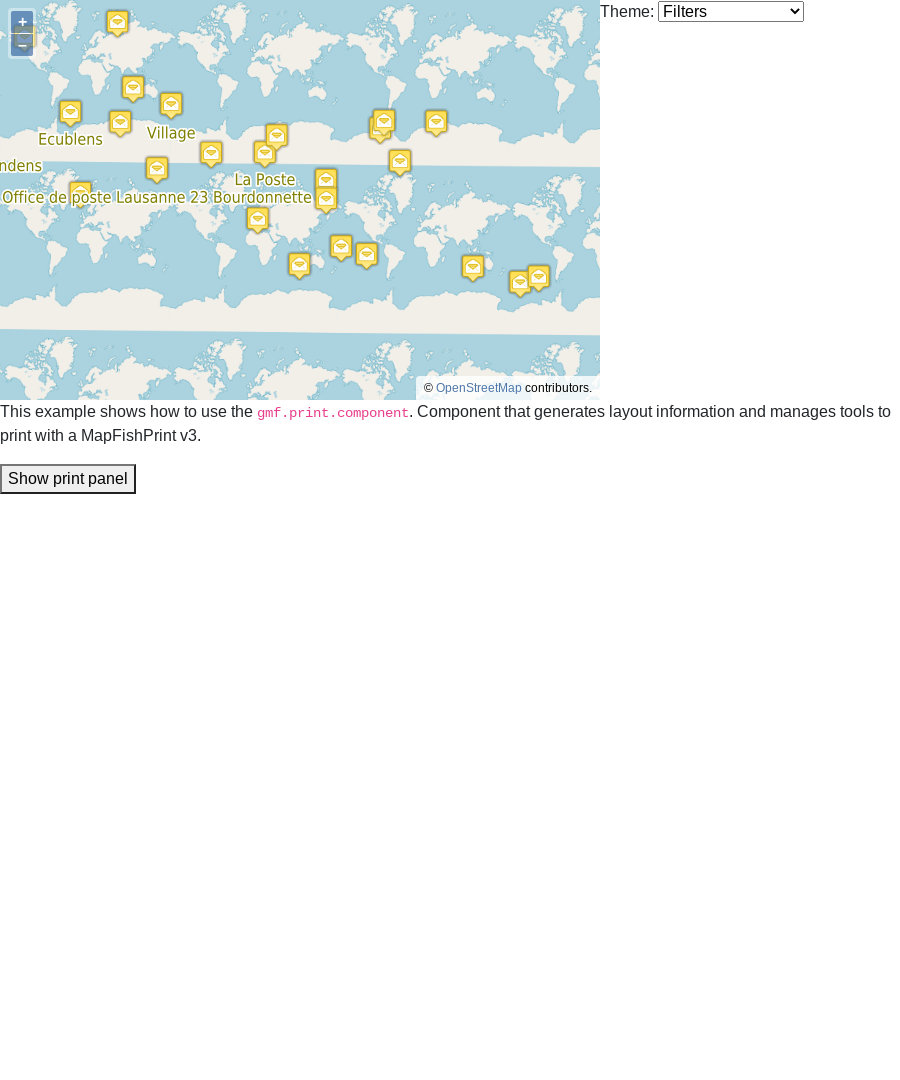 +
−
Theme: Filters
Ecublens
Village
ndens
La Poste
Office de poste Lausanne 23 Bourdonnette
© OpenStreetMap contributors.
This example shows how to use the gmf.print.component. Component that generates layout information and manages tools to
print with a MapFishPrint v3.
Show print panel